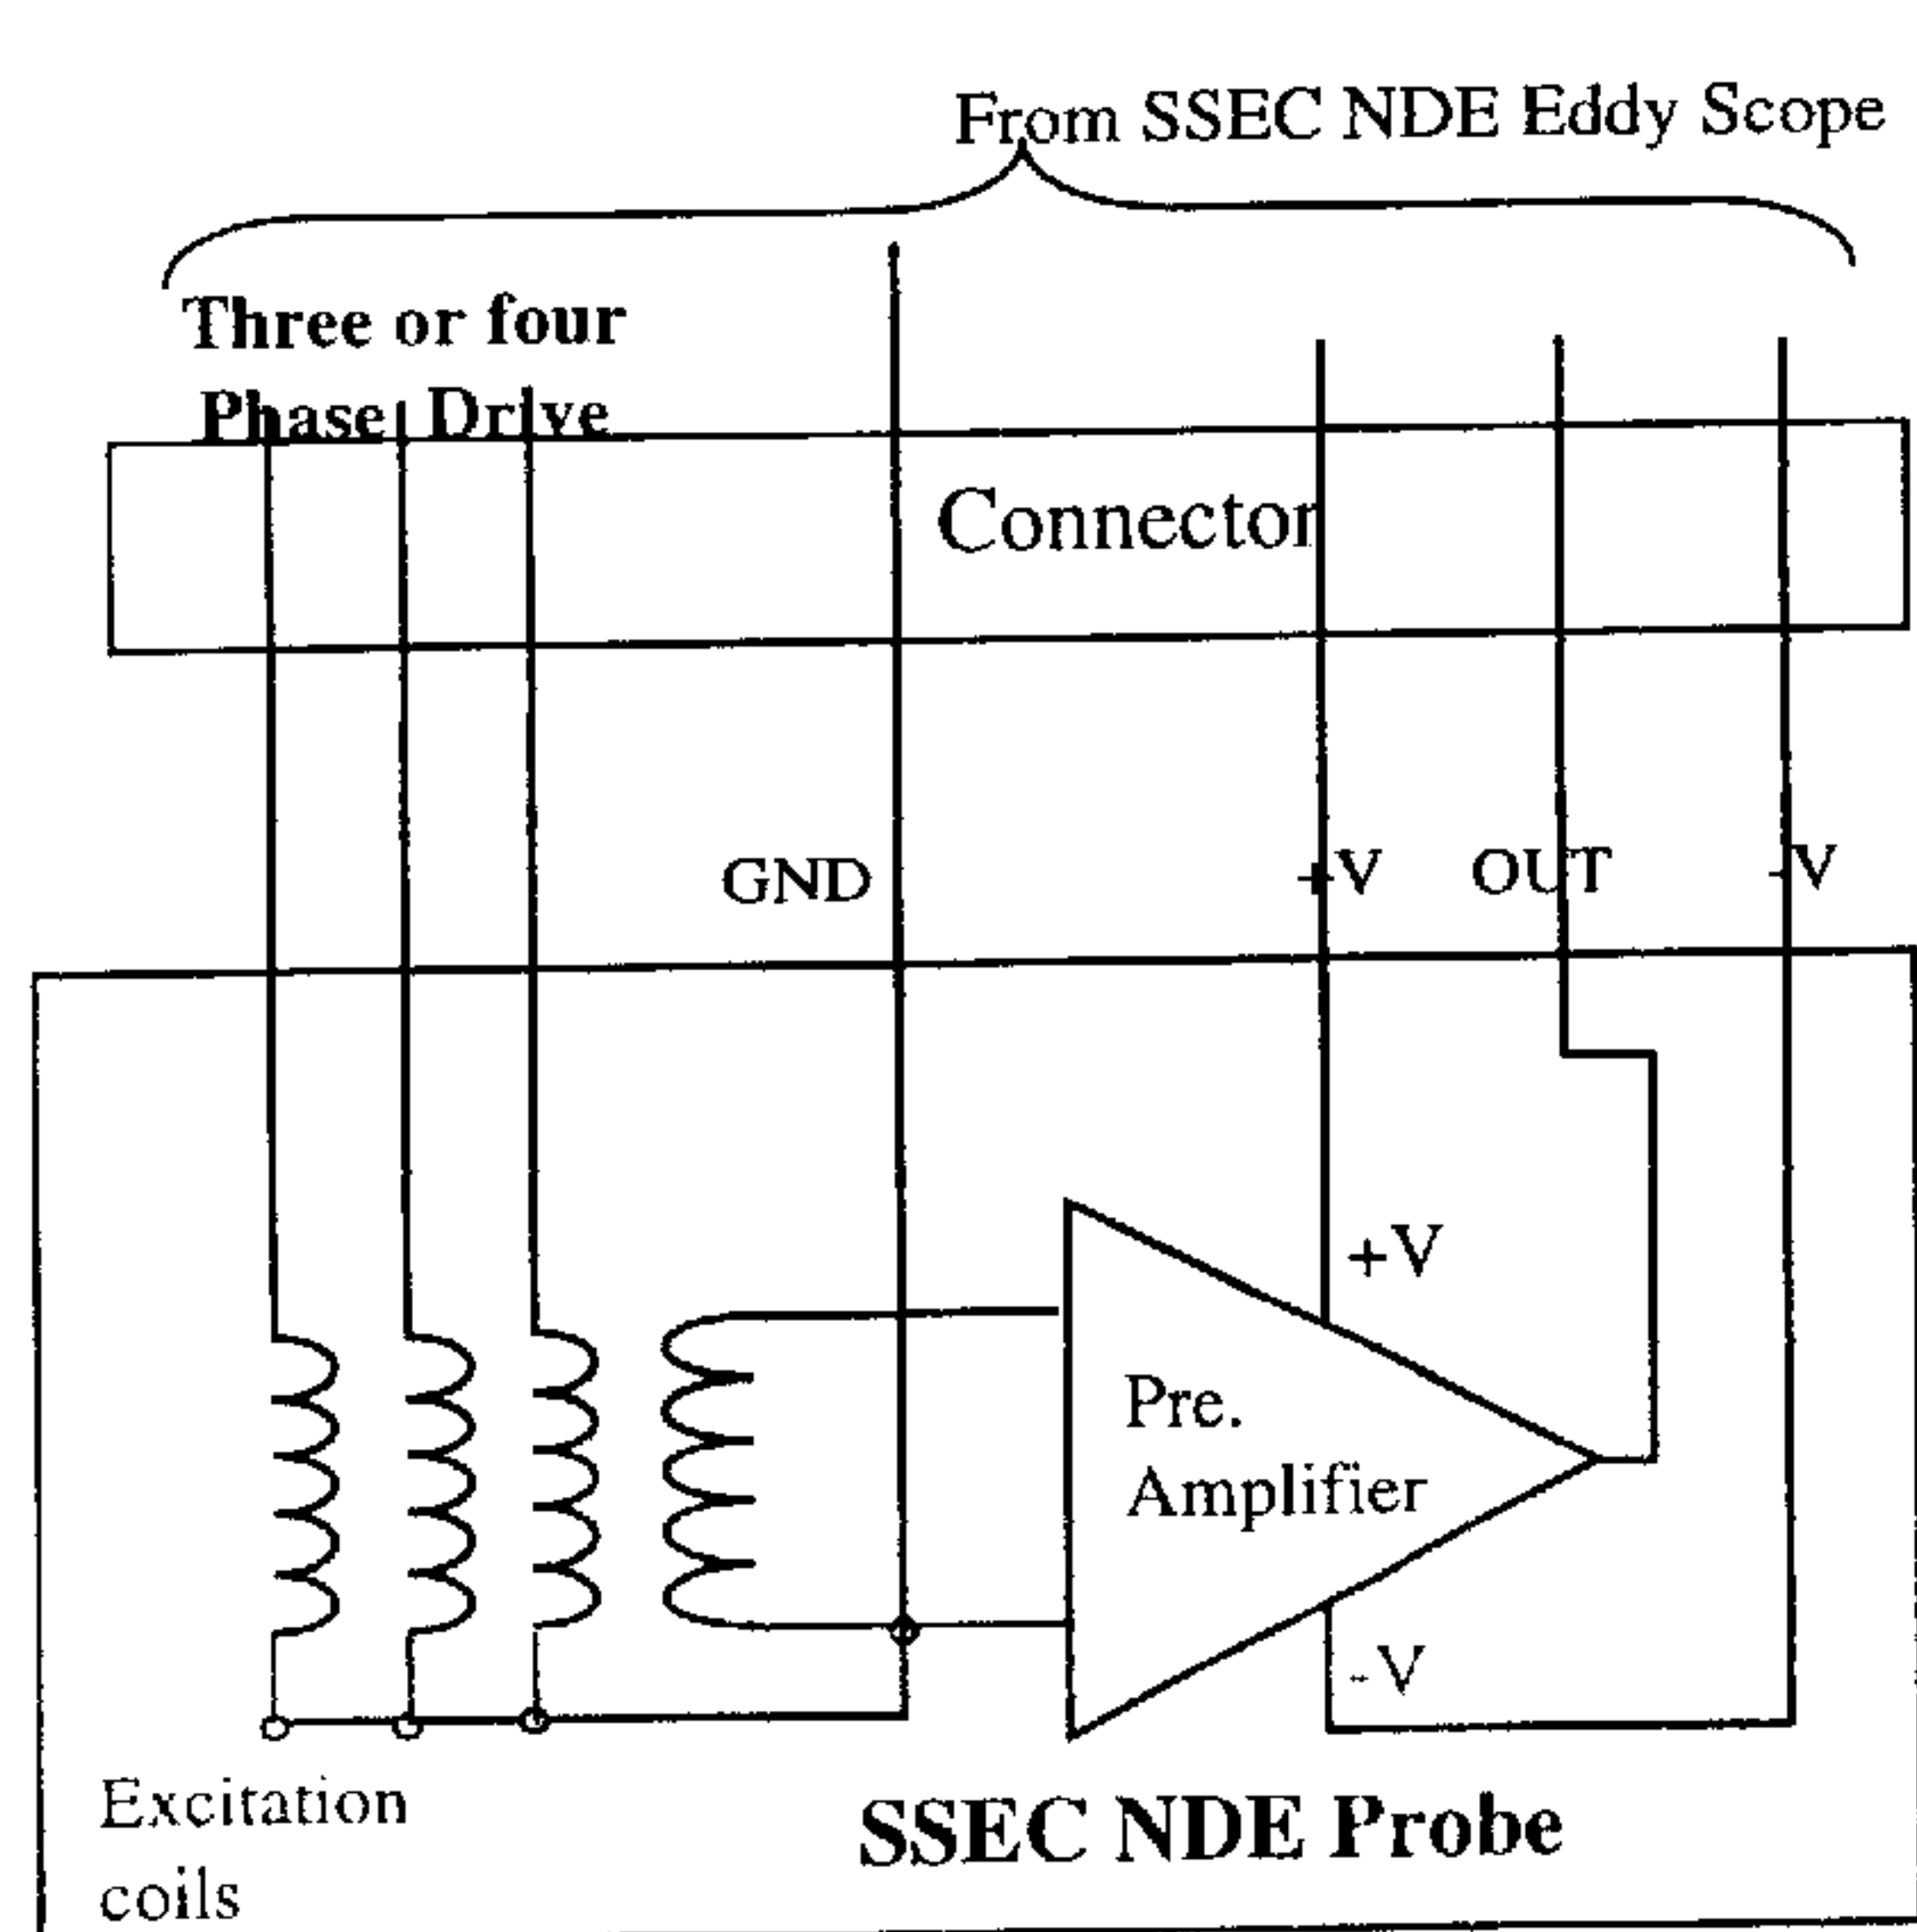 From SSEC NDE Eddy Scope
Three or four
Phase Drive
Connector
GND
+V
OUT
-V
+V
Pre.
Amplifier
-V
SSEC NDE Probe
Excitation
coils